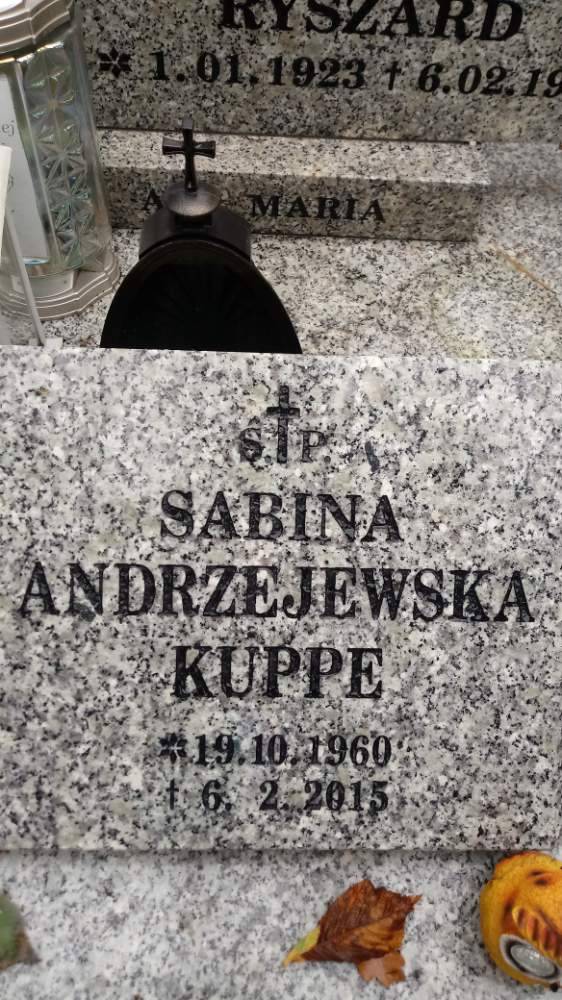 RYSZARD
* 1.01.1923 † 6.02.19
MARIA
Ś P.
SABINA
ANDRZEJEWSKA
KUPPE
* 19.10.1960
† 6. 2. 2015